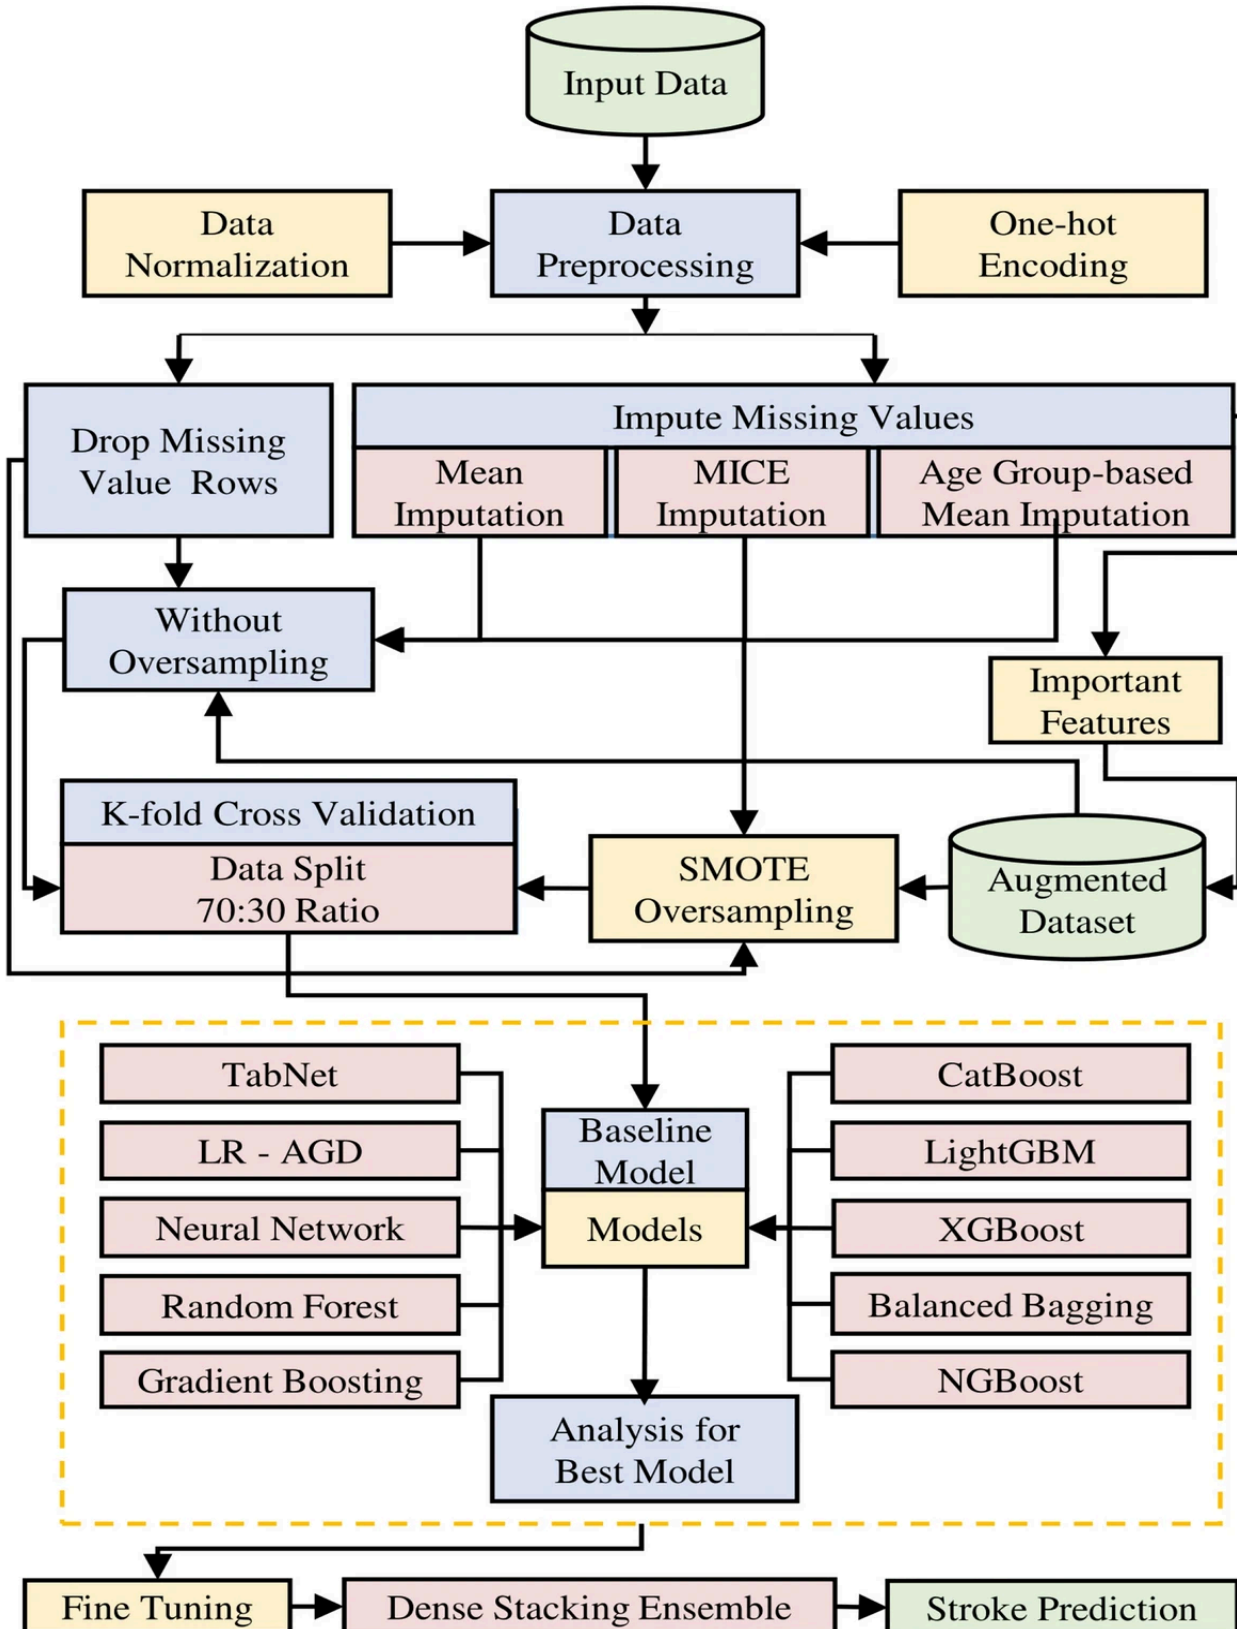 Input Data
Data
Normalization
Data
Preprocessing
One-hot
Encoding
Drop Missing
Value Rows
Impute Missing Values
Mean
Imputation
MICE
Imputation
Age Group-based
Mean Imputation
Without
Oversampling
Important
Features
K-fold Cross Validation
Data Split
70:30 Ratio
SMOTE
Oversampling
Augmented
Dataset
TabNet
LR - AGD
Neural Network
Random Forest
Gradient Boosting
Baseline
Model
Models
CatBoost
LightGBM
XGBoost
Balanced Bagging
NGBoost
Analysis for
Best Model
Fine Tuning
Dense Stacking Ensemble
Stroke Prediction